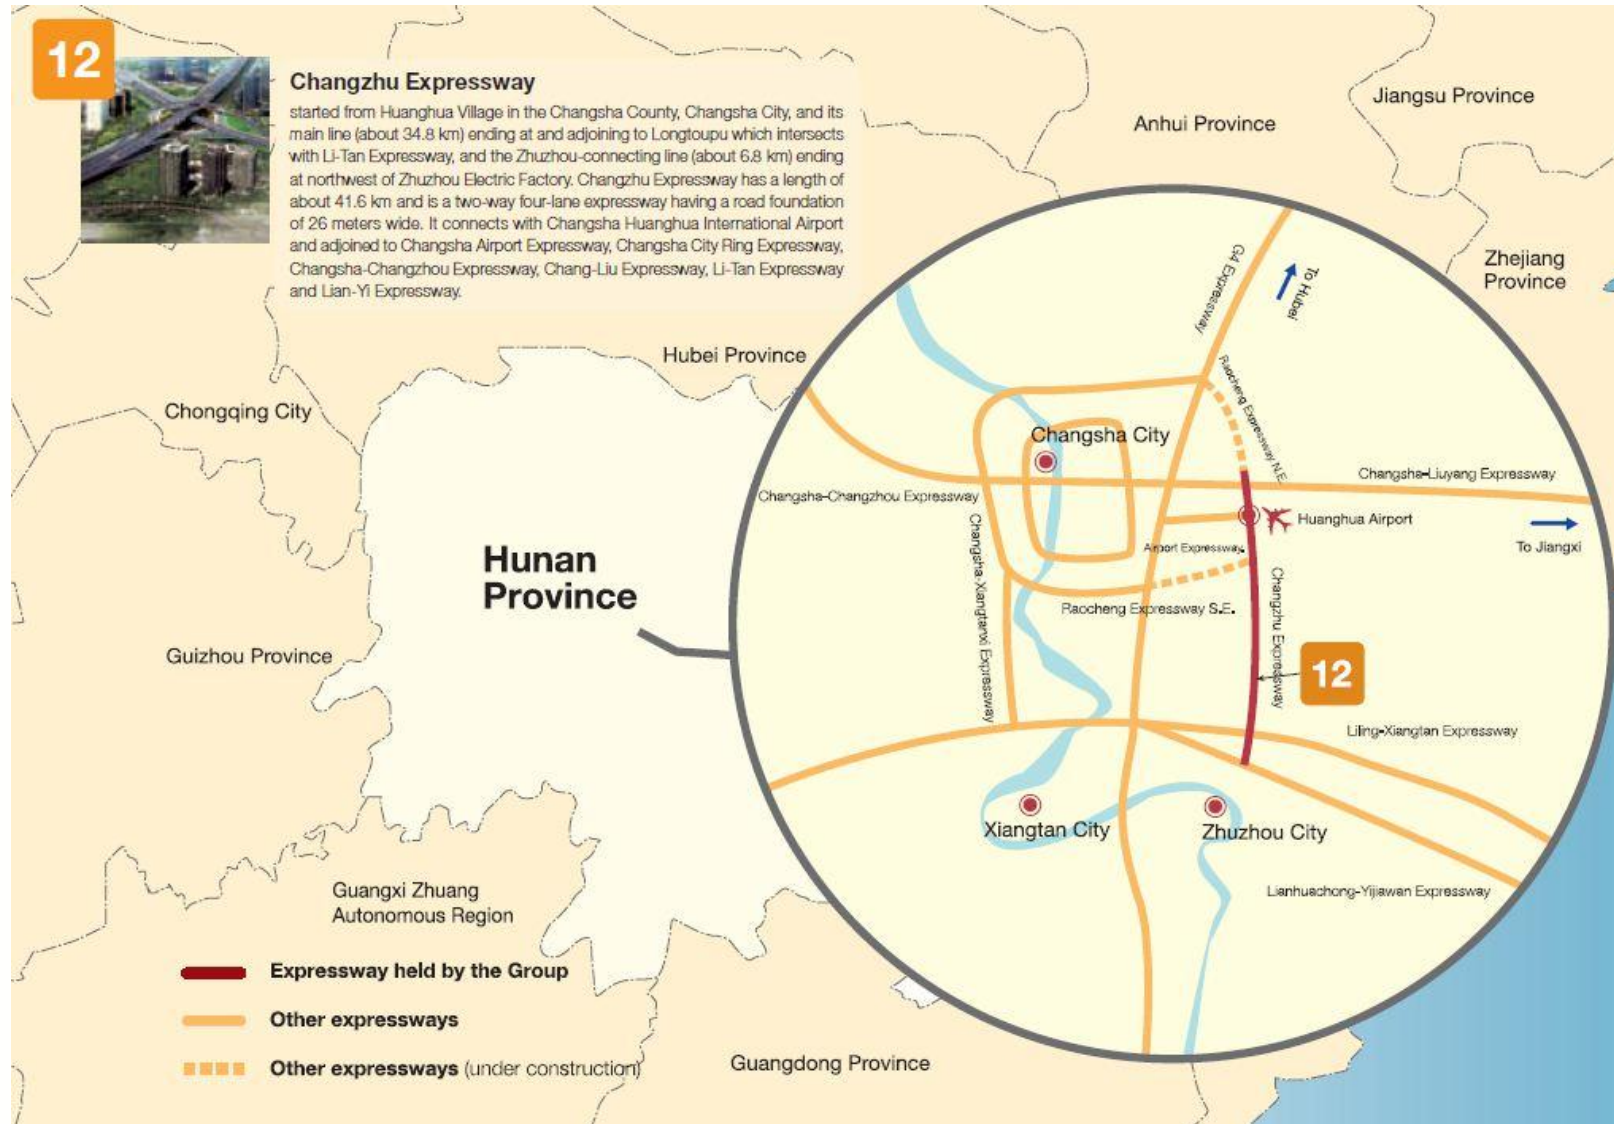 12
Changzhu Expressway
started from Huanghua Village in the Changsha County, Changsha City, and its
main line (about 34.8 km) ending at and adjoining to Longtoupu which intersects
with Li-Tan Expressway, and the Zhuzhou-connecting line (about 6.8 km) ending
at northwest of Zhuzhou Electric Factory. Changzhu Expressway has a length of
about 41.6 km and is a two-way four-lane expressway having a road foundation
of 26 meters wide. It connects with Changsha Huanghua International Airport
and adjoined to Changsha Airport Expressway, Changsha City Ring Expressway,
Changsha-Changzhou Expressway, Chang-Liu Expressway, Li-Tan Expressway
and Lian-Yi Expressway.
Jiangsu Province
Anhui Province
Zhejiang
Province
Hubei Province
Chongqing City
Hunan
Province
Guizhou Province
Guangxi Zhuang
Autonomous Region
Guangdong Province
G4 Expressway
To Hubei
Raocheng Expressway N.E.
Changsha City
Changsha-Liuyang Expressway
Changsha-Changzhou Expressway
Huanghua Airport
To Jiangxi
Airport Expressway
Changsha-Xiangtanxi Expressway
Raocheng Expressway S.E.
Changzhu Expressway
12
Liling-Xiangtan Expressway
Xiangtan City
Zhuzhou City
Lianhuachong-Yijiawan Expressway
Expressway held by the Group
Other expressways
Other expressways (under construction)